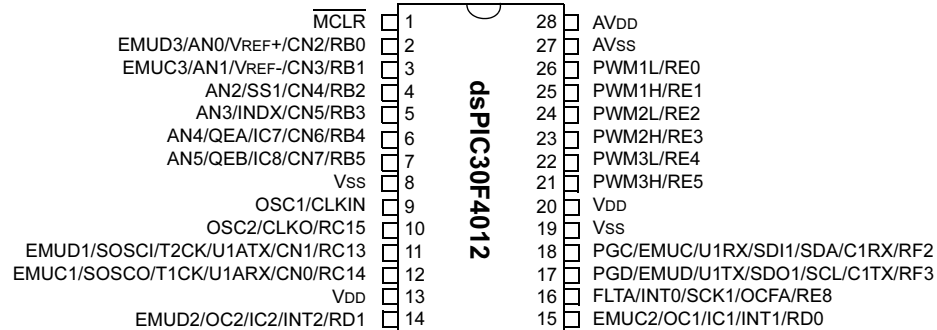 MCLR 1 28 AVDD
EMUD3/AN0/VREF+/CN2/RB0 2 27 AVSS
EMUC3/AN1/VREF-/CN3/RB1 3 26 PWM1L/RE0
AN2/SS1/CN4/RB2 4 25 PWM1H/RE1
AN3/INDX/CN5/RB3 5 24 PWM2L/RE2
AN4/QEA/IC7/CN6/RB4 6 23 PWM2H/RE3
AN5/QEB/IC8/CN7/RB5 7 22 PWM3L/RE4
VSS 8 21 PWM3H/RE5
OSC1/CLKIN 9 20 VDD
OSC2/CLKO/RC15 10 19 VSS
EMUD1/SOSCI/T2CK/U1ATX/CN1/RC13 11 18 PGC/EMUC/U1RX/SDI1/SDA/C1RX/RF2
EMUC1/SOSCO/T1CK/U1ARX/CN0/RC14 12 17 PGD/EMUD/U1TX/SDO1/SCL/C1TX/RF3
VDD 13 16 FLTA/INT0/SCK1/OCFA/RE8
EMUD2/OC2/IC2/INT2/RD1 14 15 EMUC2/OC1/IC1/INT1/RD0
dsPIC30F4012